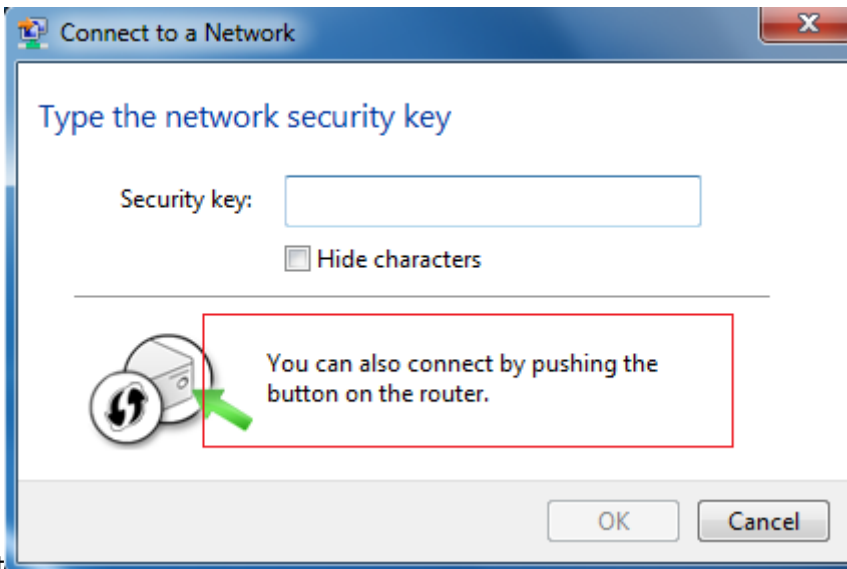 Connect to a Network
Type the network security key
Security key:
Hide characters
You can also connect by pushing the
button on the router.
OK Cancel